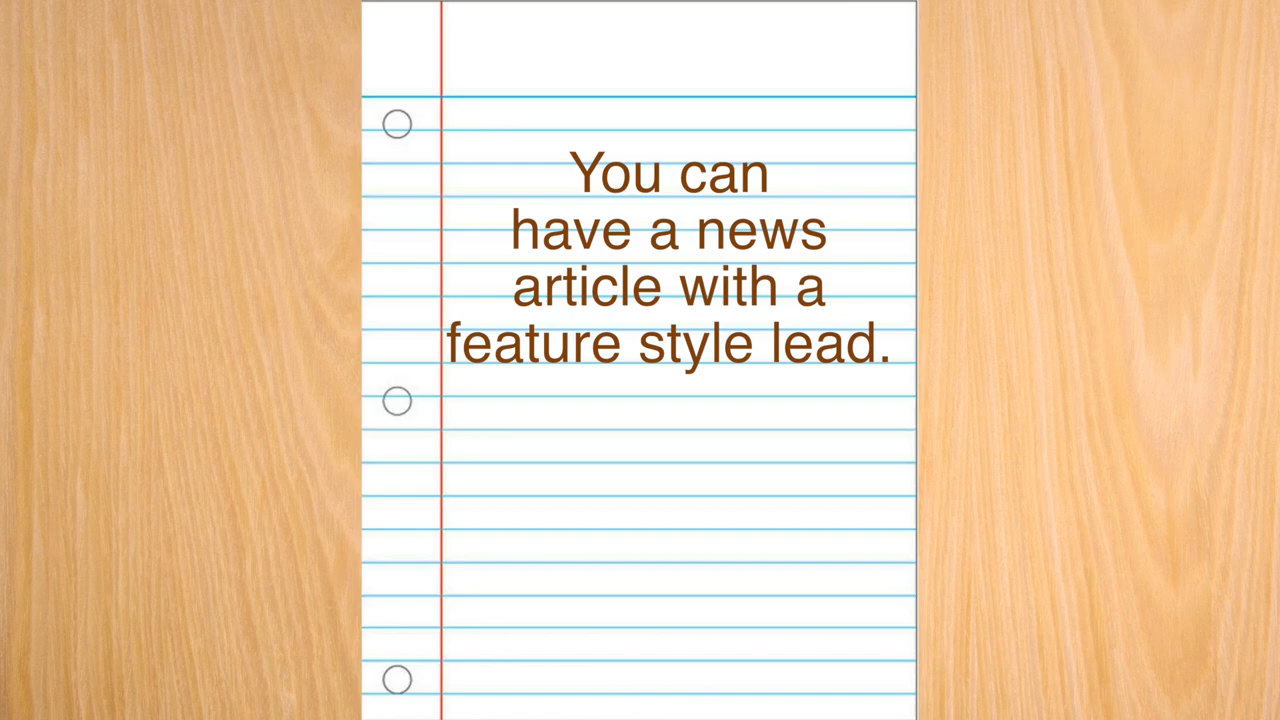 You can
have a news
article with a
feature style lead.